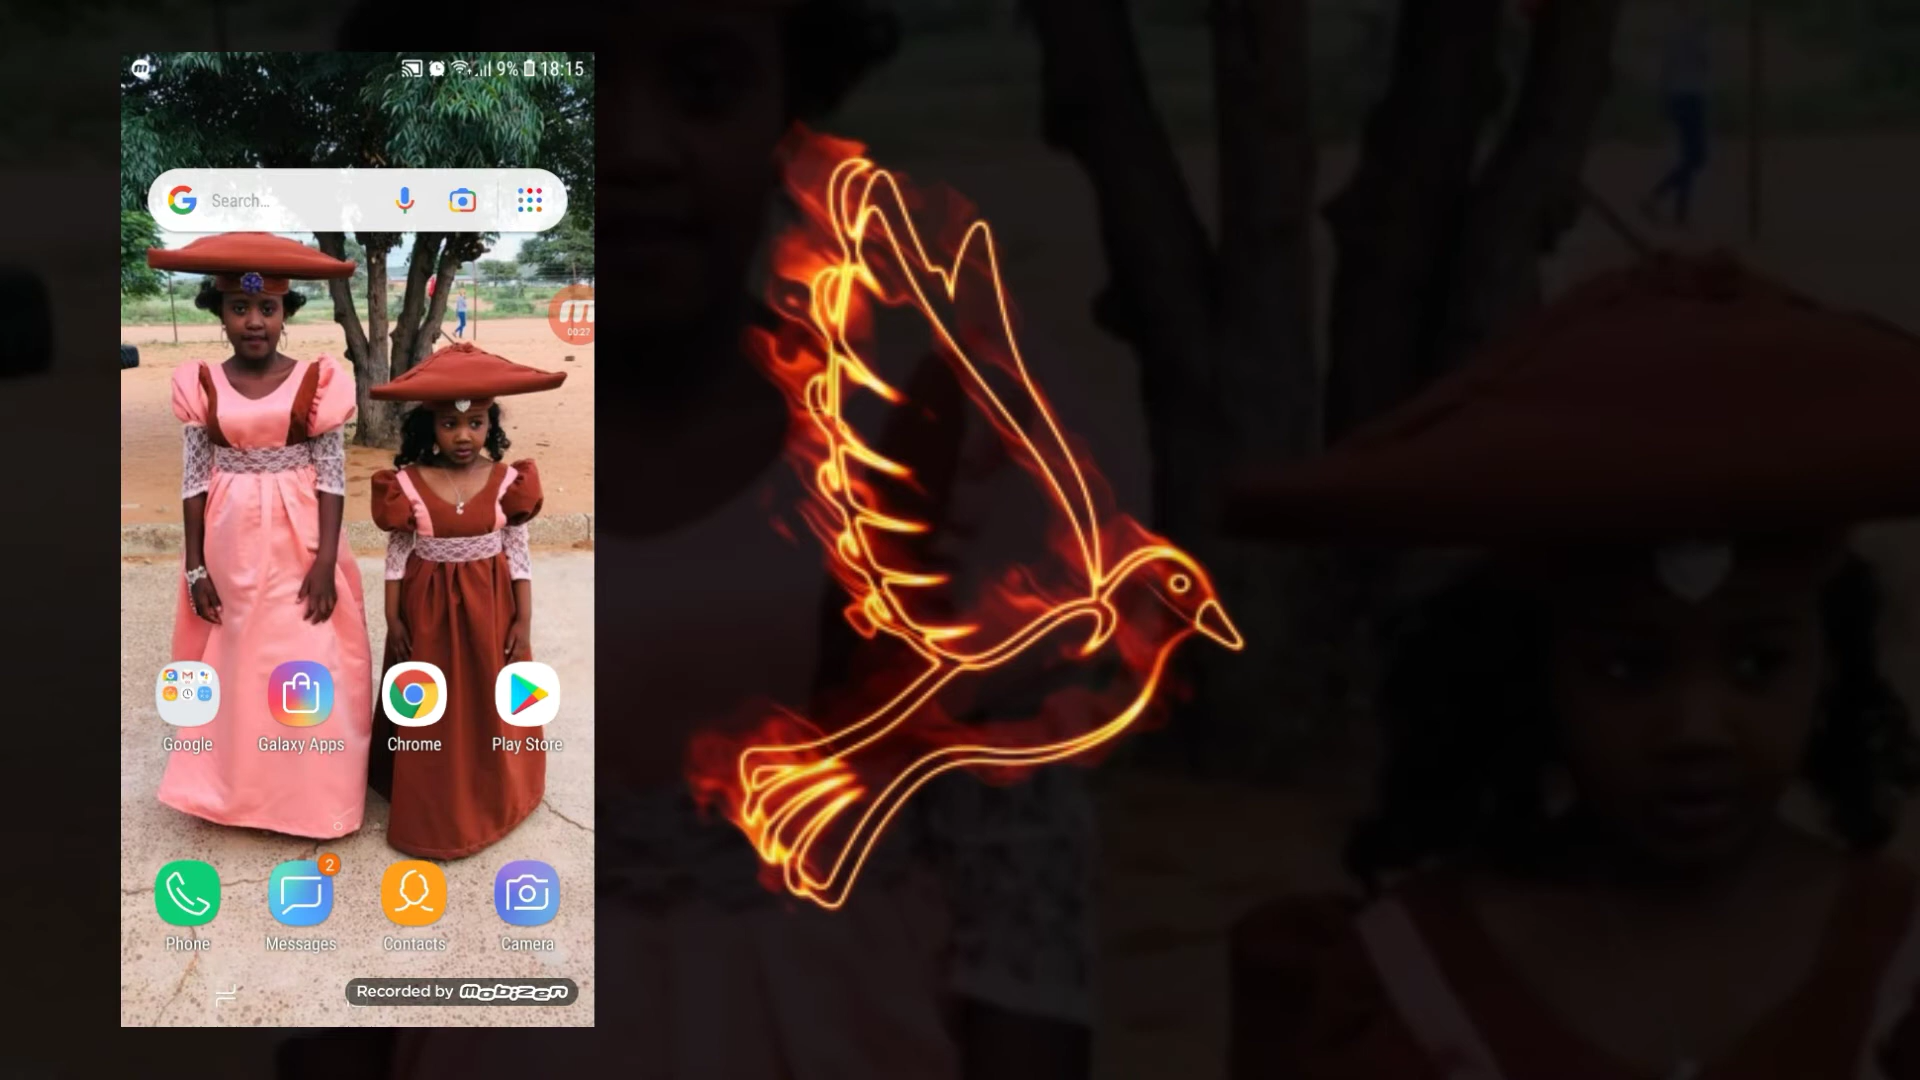 9% 18:15
Search...
00:27
Google
Galaxy Apps
Chrome
Play Store
2
Phone
Messages
Contacts
Camera
Recorded by Mobizen